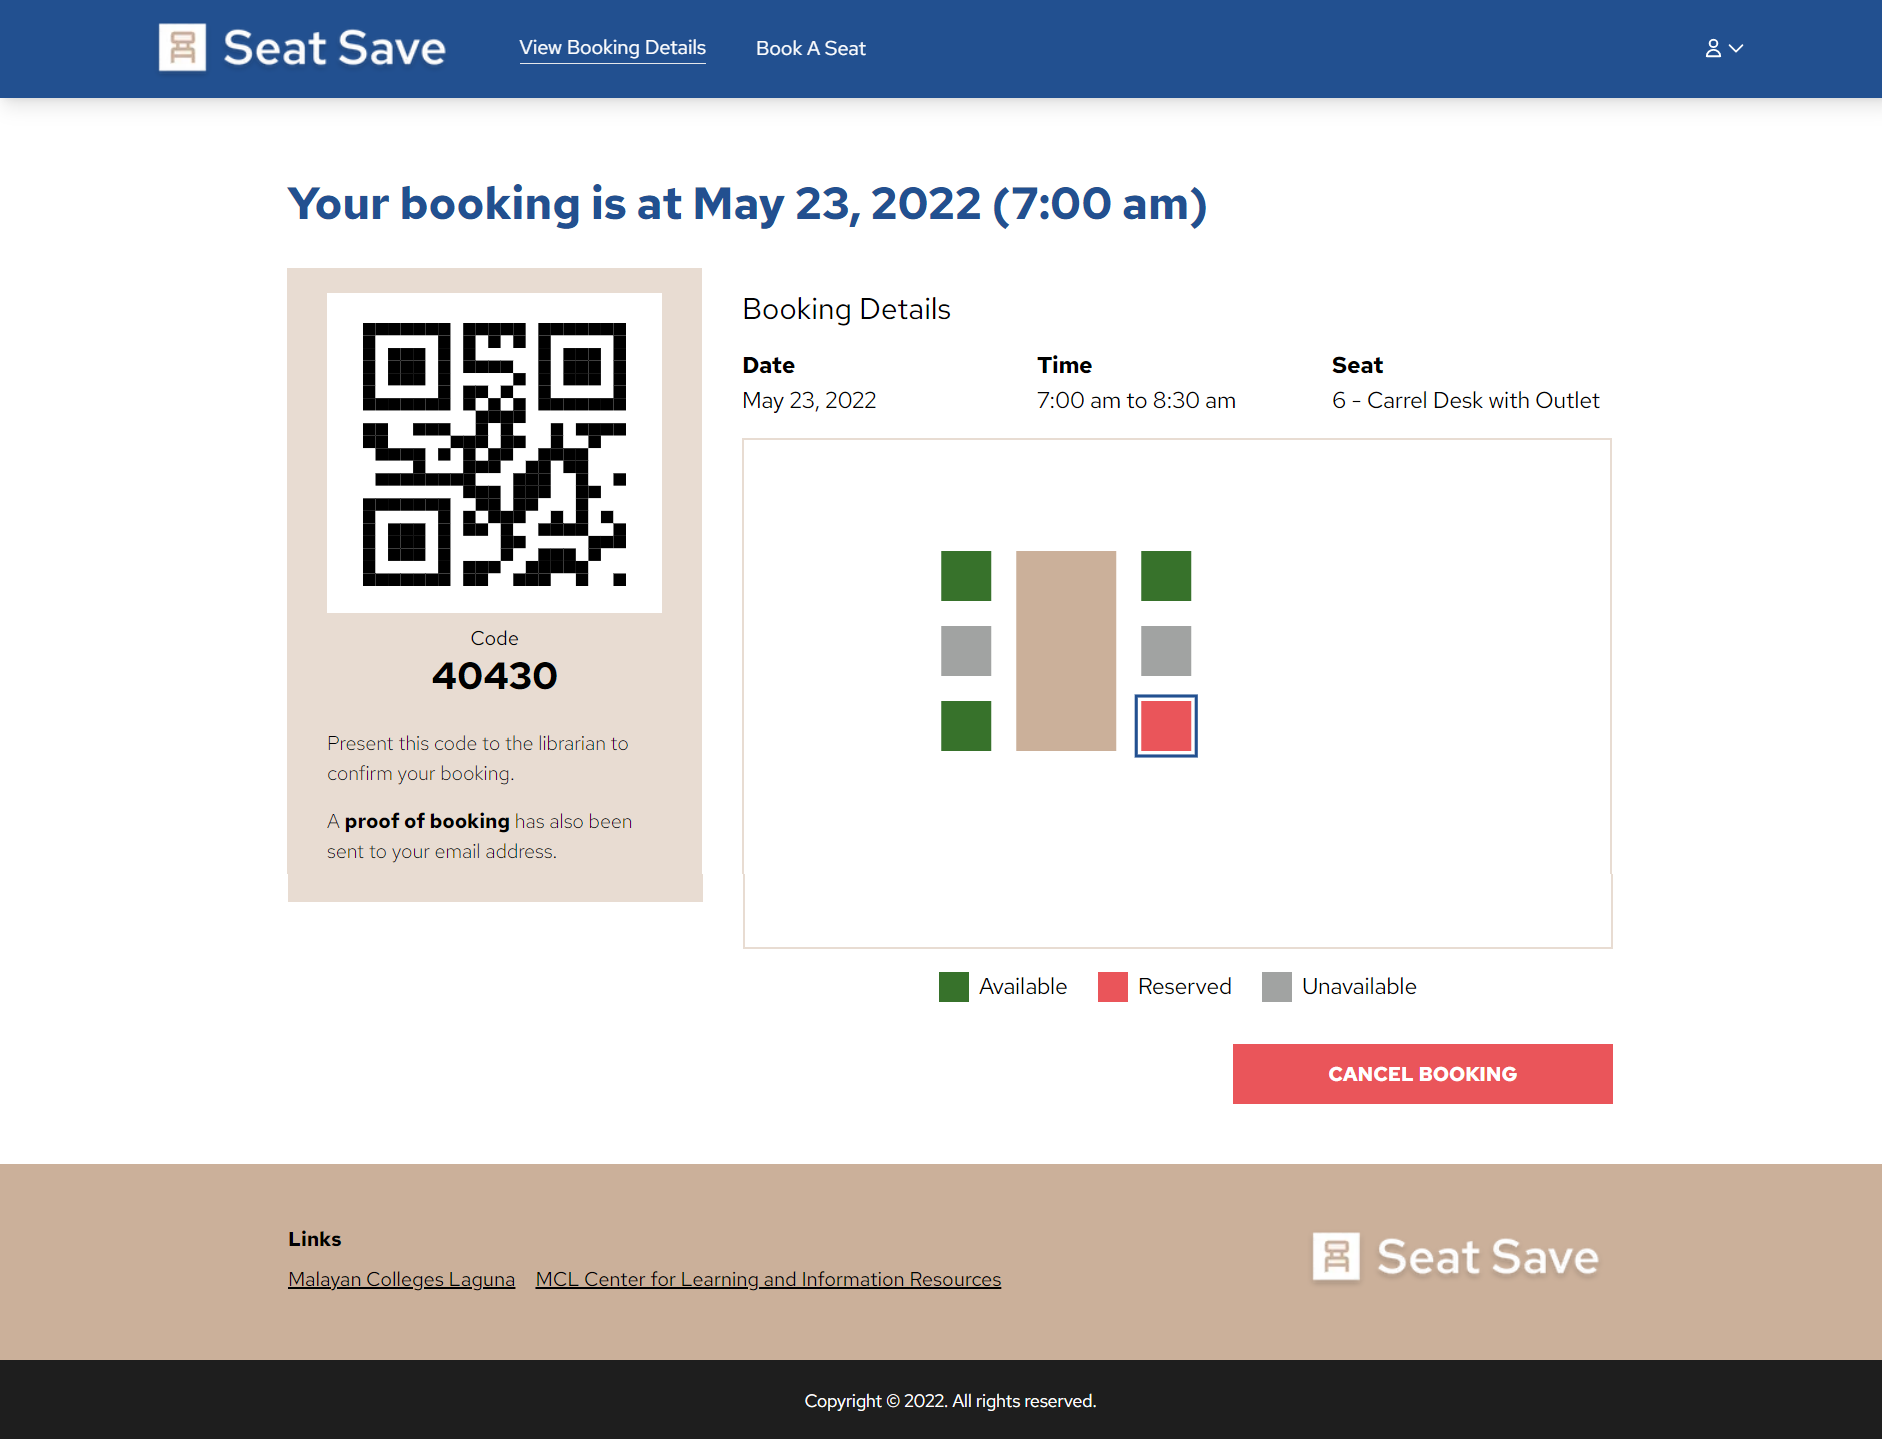 Seat Save
View Booking Details
Book A Seat
Your booking is at May 23, 2022 (7:00 am)
Code
40430
Present this code to the librarian to
confirm your booking.
A proof of booking has also been
sent to your email address.
Booking Details
Date
May 23, 2022
Time
7:00 am to 8:30 am
Seat
6 - Carrel Desk with Outlet
Available
Reserved
Unavailable
CANCEL BOOKING
Links
Malayan Colleges Laguna
MCL Center for Learning and Information Resources
Seat Save
Copyright © 2022. All rights reserved.